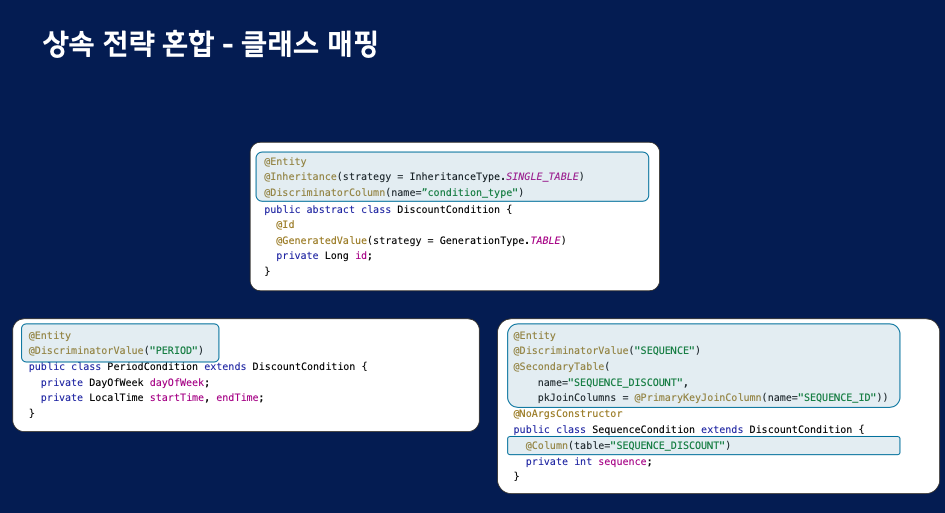 상속 전략 혼합 - 클래스 매핑
@Entity
@Inheritance(strategy = InheritanceType.SINGLE_TABLE)
@DiscriminatorColumn(name=”condition_type")
public abstract class DiscountCondition {
@Id
@GeneratedValue(strategy = GenerationType.TABLE)
private Long id;
}
@Entity
@DiscriminatorValue("PERIOD")
public class PeriodCondition extends DiscountCondition {
private DayOfWeek dayOfWeek;
private LocalTime startTime, endTime;
}
@Entity
@DiscriminatorValue("SEQUENCE")
@SecondaryTable(
name="SEQUENCE_DISCOUNT",
pkJoinColumns = @PrimaryKeyJoinColumn(name="SEQUENCE_ID"))
@NoArgsConstructor
public class SequenceCondition extends DiscountCondition {
@Column(table="SEQUENCE_DISCOUNT")
private int sequence;
}